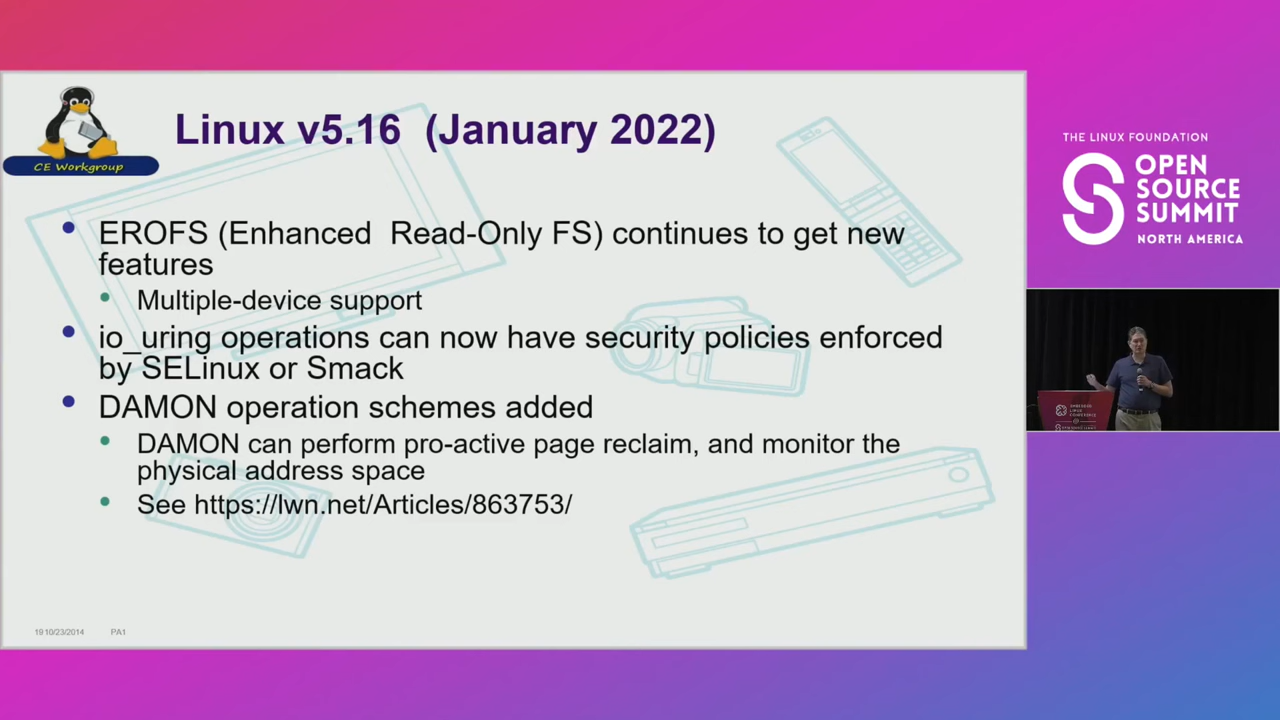 CE Workgroup
Linux v5.16 (January 2022)
EROFS (Enhanced Read-Only FS) continues to get new
features
Multiple-device support
io_uring operations can now have security policies enforced
by SELinux or Smack
DAMON operation schemes added
DAMON can perform pro-active page reclaim, and monitor the
physical address space
See https://lwn.net/Articles/863753/
19 10/23/2014 PA1
THE LINUX FOUNDATION
OPEN
SOURCE
SUMMIT
NORTH AMERICA
EMBEDDED
LINUX
CONFERENCE